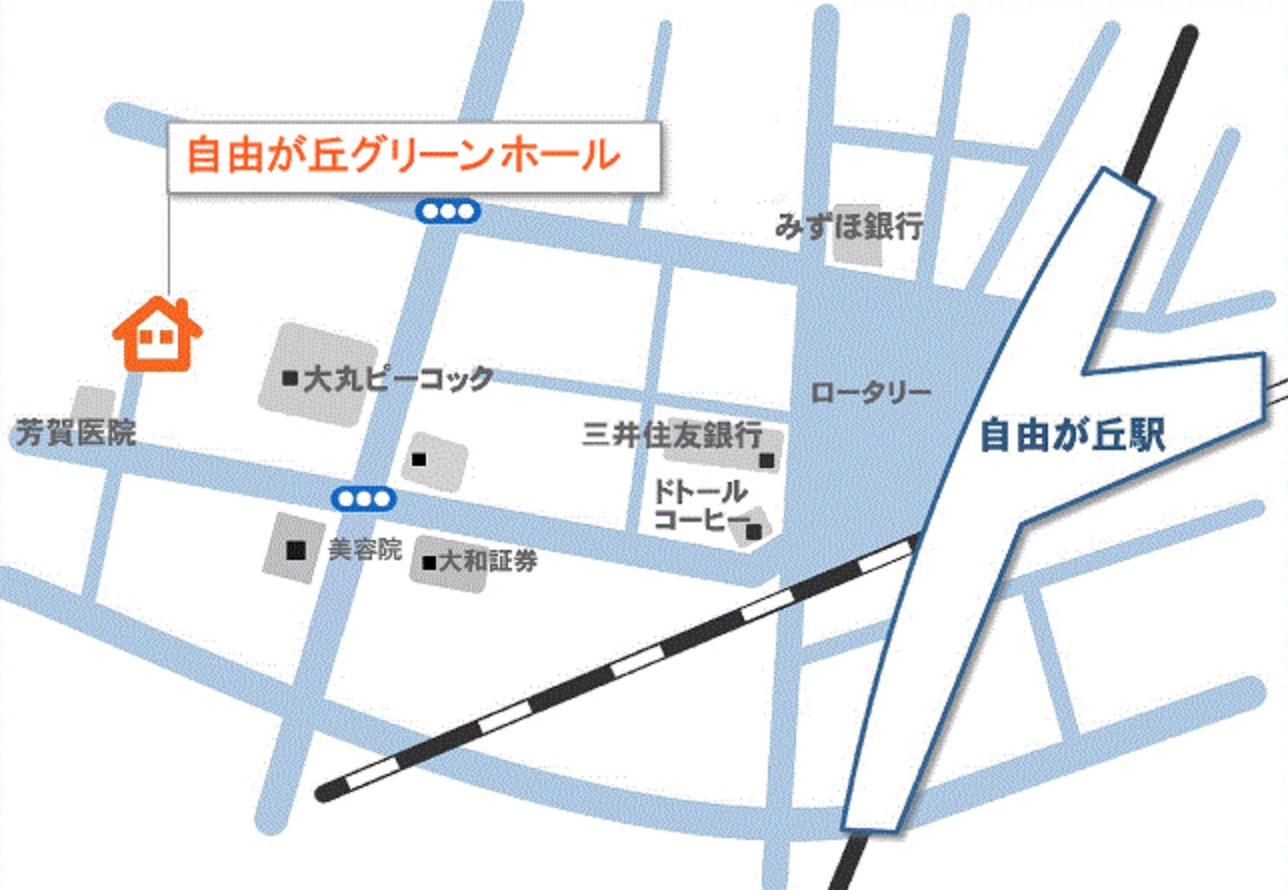 自由が丘グリーンホール
みずほ銀行
大丸ピーコック
ロータリー
芳賀医院
三井住友銀行
自由が丘駅
ドトール
コーヒー
美容院
大和証券